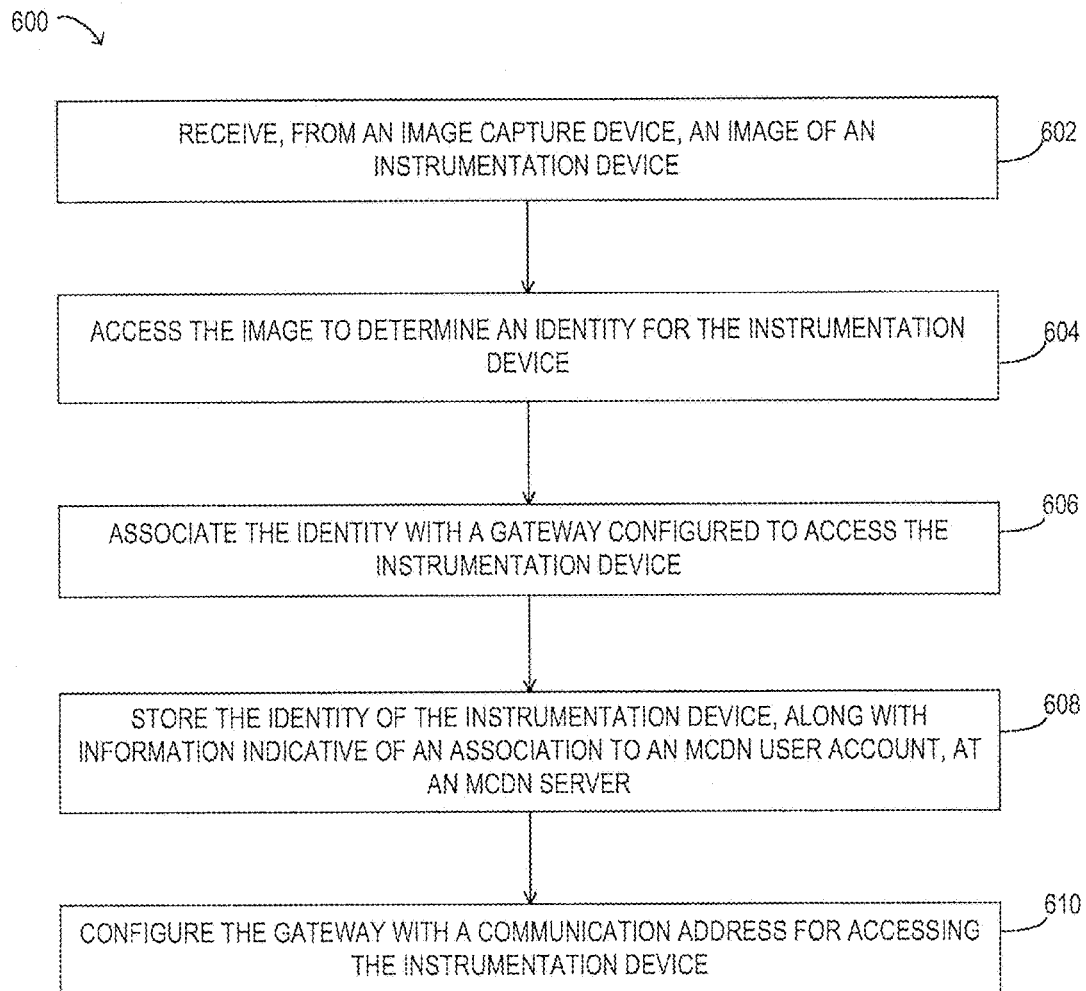 600
RECEIVE, FROM AN IMAGE CAPTURE DEVICE, AN IMAGE OF AN
INSTRUMENTATION DEVICE
602
ACCESS THE IMAGE TO DETERMINE AN IDENTITY FOR THE INSTRUMENTATION
DEVICE
604
ASSOCIATE THE IDENTITY WITH A GATEWAY CONFIGURED TO ACCESS THE
INSTRUMENTATION DEVICE
606
STORE THE IDENTITY OF THE INSTRUMENTATION DEVICE, ALONG WITH
INFORMATION INDICATIVE OF AN ASSOCIATION TO AN MCDN USER ACCOUNT, AT
AN MCDN SERVER
608
CONFIGURE THE GATEWAY WITH A COMMUNICATION ADDRESS FOR ACCESSING
THE INSTRUMENTATION DEVICE
610